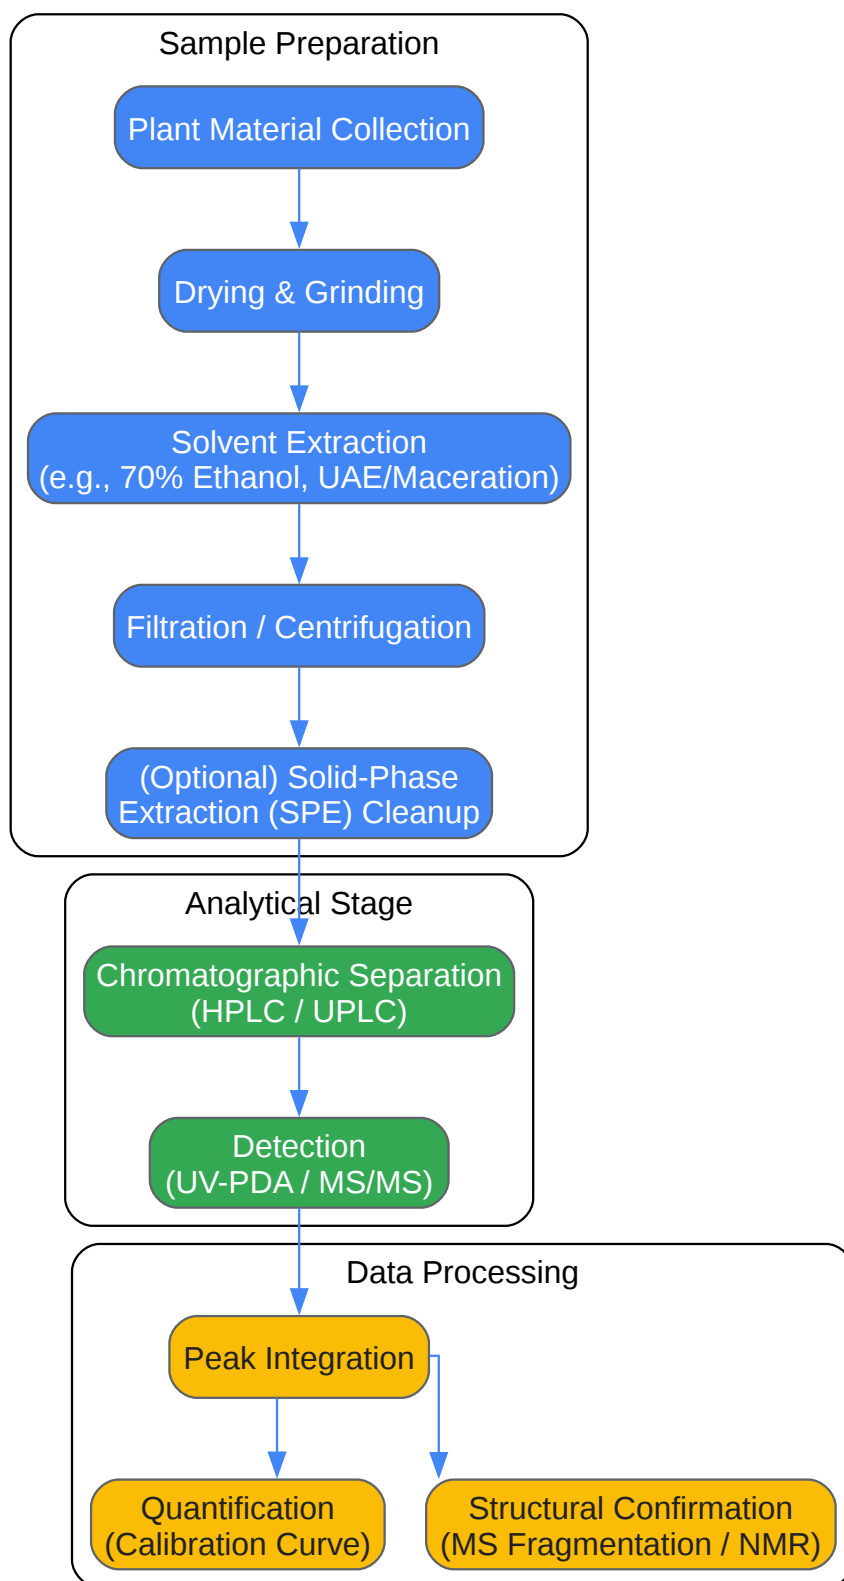 Sample Preparation
Plant Material Collection
Drying & Grinding
Solvent Extraction
(e.g., 70% Ethanol, UAE/Maceration)
Filtration / Centrifugation
(Optional) Solid-Phase
Extraction (SPE) Cleanup
Analytical Stage
Chromatographic Separation
(HPLC / UPLC)
Detection
(UV-PDA / MS/MS)
Data Processing
Peak Integration
Quantification
(Calibration Curve)
Structural Confirmation
(MS Fragmentation / NMR)